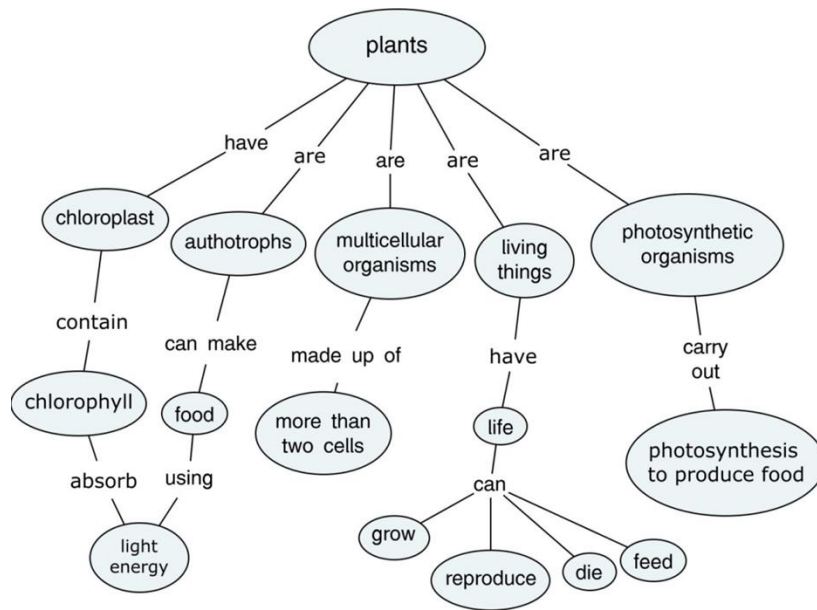 plants
have
are
are
are
are
chloroplast
authotrophs
multicellular
organisms
living
things
photosynthetic
organisms
contain
can make
made up of
have
carry
out
chlorophyll
food
more than
two cells
life
photosynthesis
to produce food
absorb
using
can
light
energy
grow
reproduce
die
feed